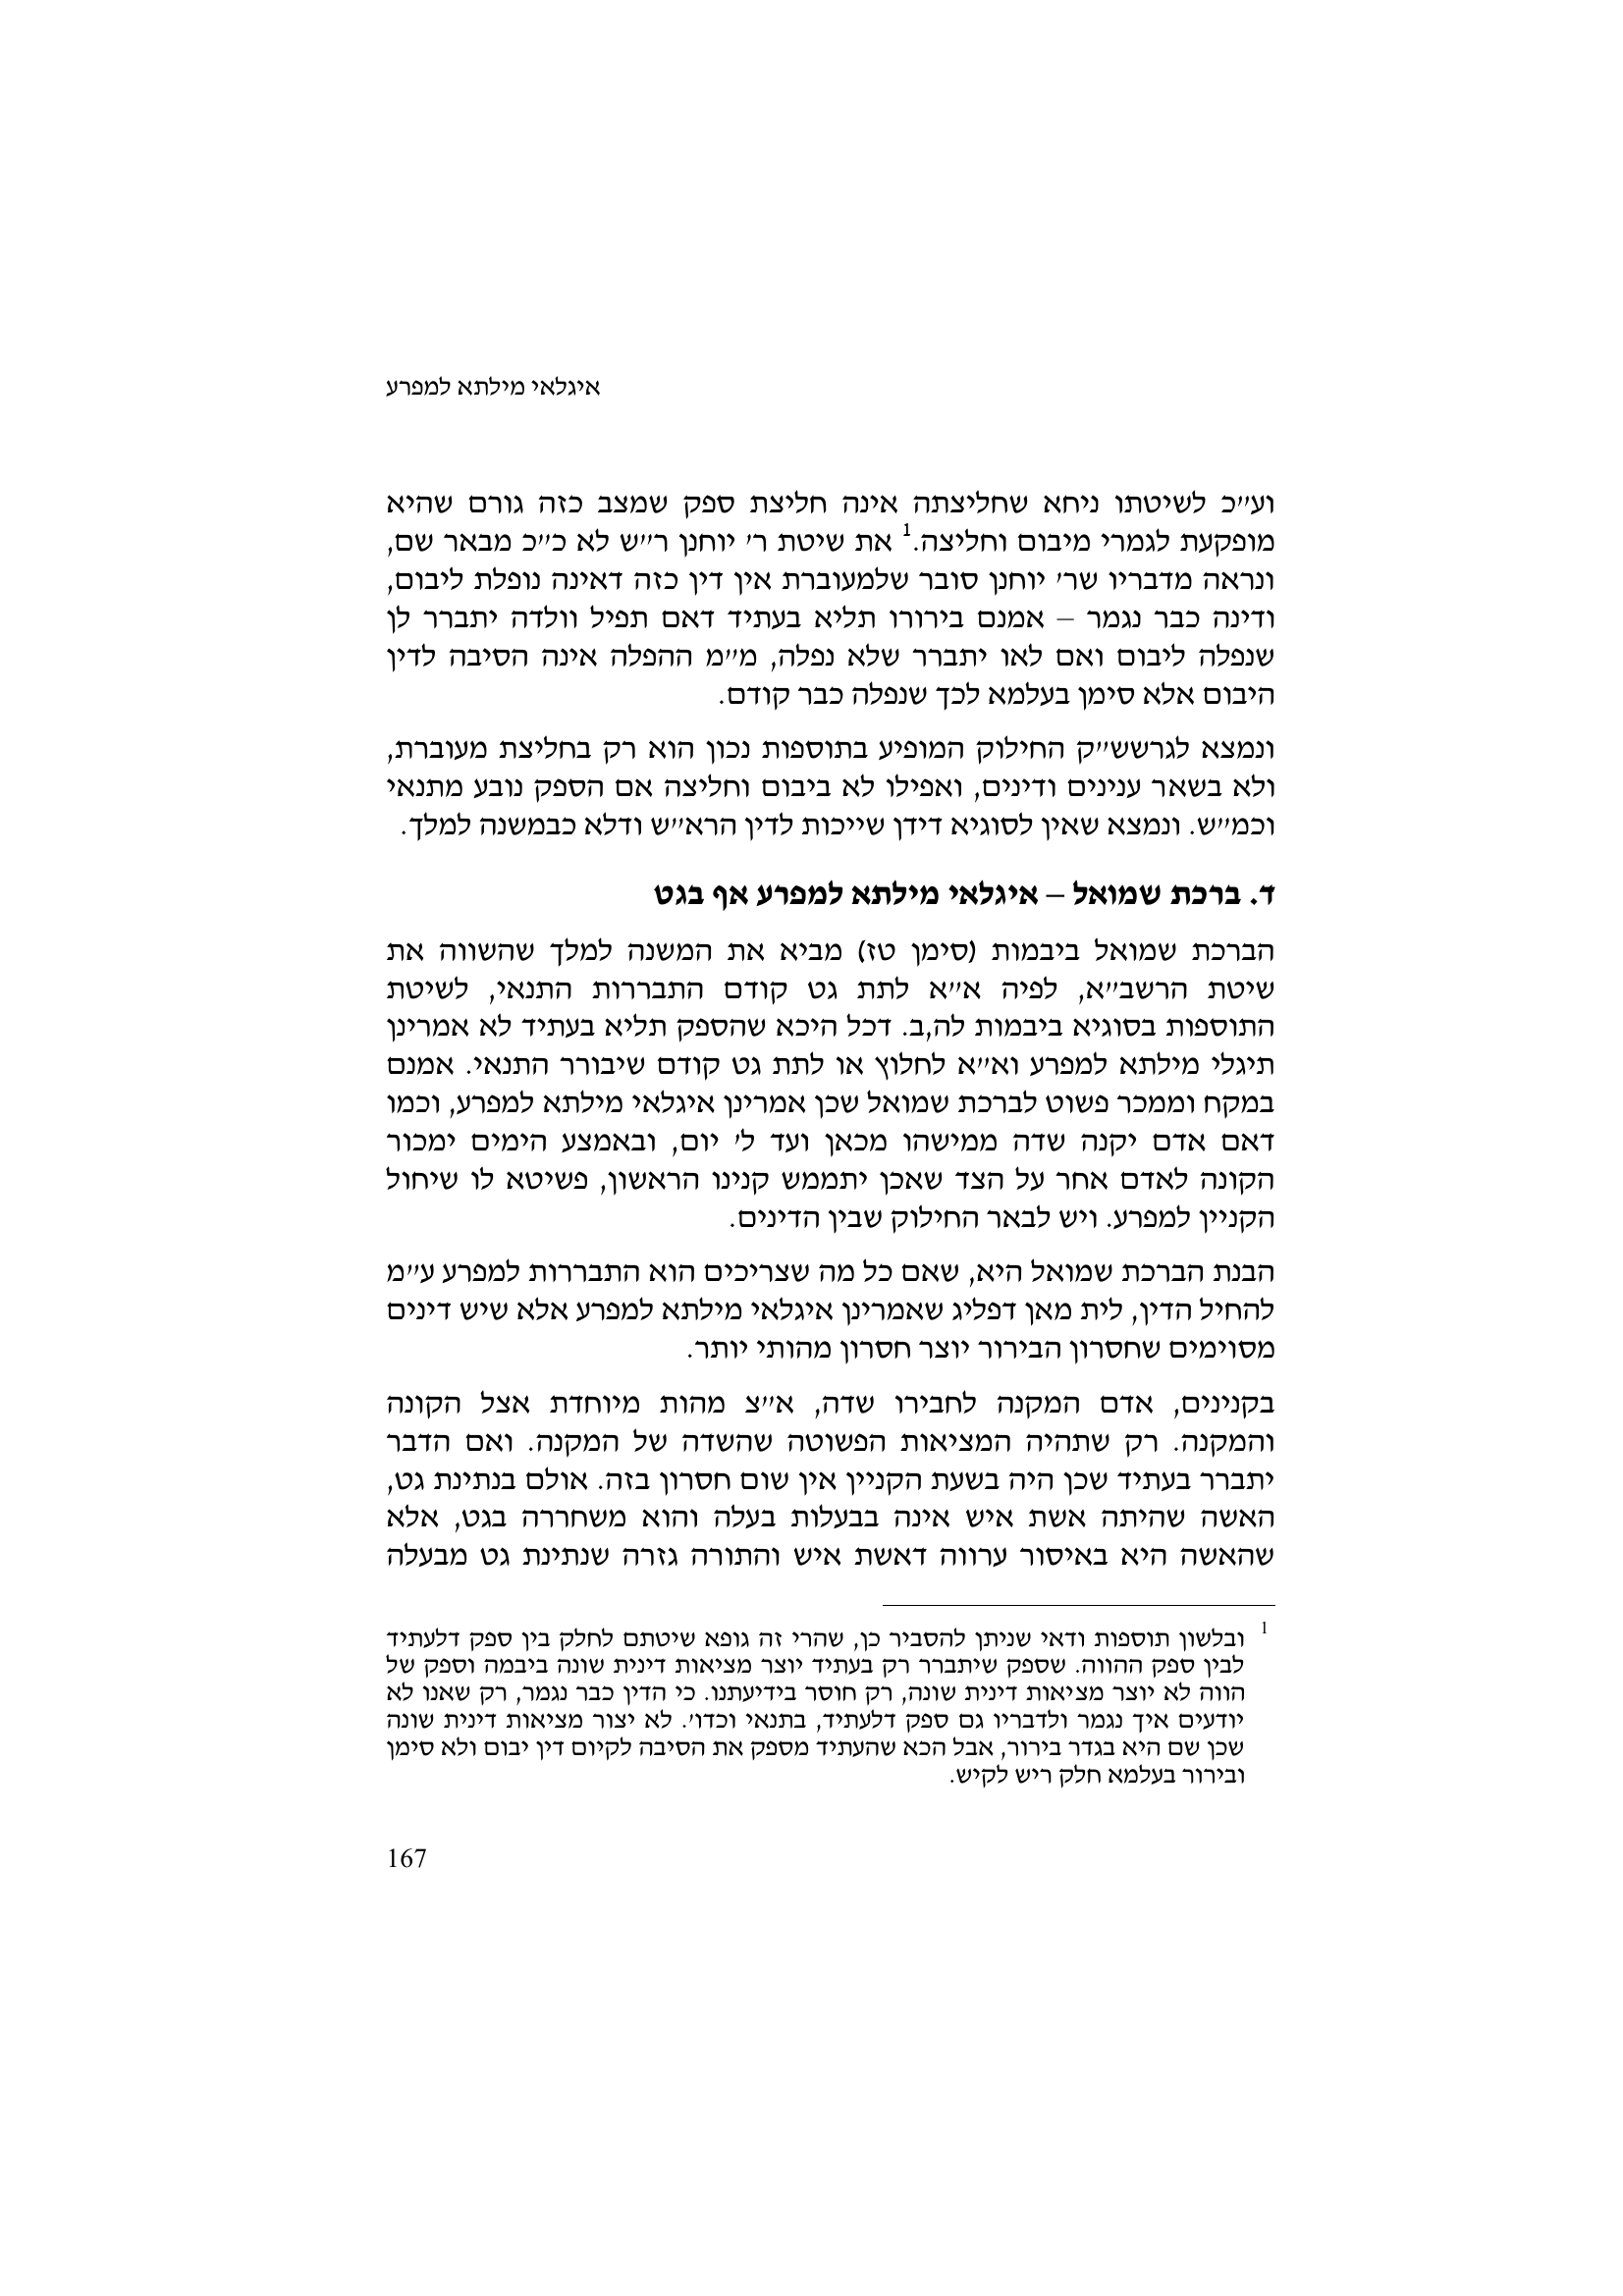 איגלאי מילתא למפרע
וע״כ לשיטתו ניחא שחליצתה אינה חליצת ספק שמצב כזה גורם שהיא
מופקעת לגמרי מיבום וחליצה.1 את שיטת ר׳ יוחנן ר״ש לא כ״כ מבאר שם,
ונראה מדבריו שר׳ יוחנן סובר שלמעוברת אין דין כזה דאינה נופלת ליבום,
ודינה כבר נגמר – אמנם בירורו תליא בעתיד דאם תפיל וולדה יתברר לן
שנפלה ליבום ואם לאו יתברר שלא נפלה, מ״מ ההפלה אינה הסיבה לדין
היבום אלא סימן בעלמא לכך שנפלה כבר קודם.
ונמצא לגרשש״ק החילוק המופיע בתוספות נכון הוא רק בחליצת מעוברת,
ולא בשאר ענינים ודינים, ואפילו לא ביבום וחליצה אם הספק נובע מתנאי
וכמ״ש. ונמצא שאין לסוגיא דידן שייכות לדין הרא״ש ודלא כבמשנה למלך.
ד. ברכת שמואל – איגלאי מילתא למפרע אף בגט
הברכת שמואל ביבמות (סימן טז) מביא את המשנה למלך שהשווה את
שיטת הרשב״א, לפיה א״א לתת גט קודם התבררות התנאי, לשיטת
התוספות בסוגיא ביבמות לה,ב. דכל היכא שהספק תליא בעתיד לא אמרינן
תיגלי מילתא למפרע וא״א לחלוץ או לתת גט קודם שיבורר התנאי. אמנם
במקח וממכר פשוט לברכת שמואל שכן אמרינן איגלאי מילתא למפרע, וכמו
דאם אדם יקנה שדה ממישהו מכאן ועד ל׳ יום, ובאמצע הימים ימכור
הקונה לאדם אחר על הצד שאכן יתממש קנינו הראשון, פשיטא לו שיחול
הקניין למפרע. ויש לבאר החילוק שבין הדינים.
הבנת הברכת שמואל היא, שאם כל מה שצריכים הוא התבררות למפרע ע״מ
להחיל הדין, לית מאן דפליג שאמרינן איגלאי מילתא למפרע אלא שיש דינים
מסוימים שחסרון הבירור יוצר חסרון מהותי יותר.
בקנינים, אדם המקנה לחבירו שדה, א״צ מהות מיוחדת אצל הקונה
והמקנה. רק שתהיה המציאות הפשוטה שהשדה של המקנה. ואם הדבר
יתברר בעתיד שכן היה בשעת הקניין אין שום חסרון בזה. אולם בנתינת גט,
האשה שהיתה אשת איש אינה בבעלות בעלה והוא משחררה בגט, אלא
שהאשה היא באיסור ערווה דאשת איש והתורה גזרה שנתינת גט מבעלה
1 ובלשון תוספות ודאי שניתן להסביר כן, שהרי זה גופא שיטתם לחלק בין ספק דלעתיד
לבין ספק ההווה. שספק שיתברר רק בעתיד יוצר מציאות דינית שונה ביבמה וספק של
הווה לא יוצר מציאות דינית שונה, רק חוסר בידיעתנו. כי הדין כבר נגמר, רק שאנו לא
יודעים איך נגמר ולדבריו גם ספק דלעתיד, בתנאי וכדו׳. לא יצור מציאות דינית שונה
שכן שם היא בגדר בירור, אבל הכא שהעתיד מספק את הסיבה לקיום דין יבום ולא סימן
ובירור בעלמא חלק ריש לקיש.
167